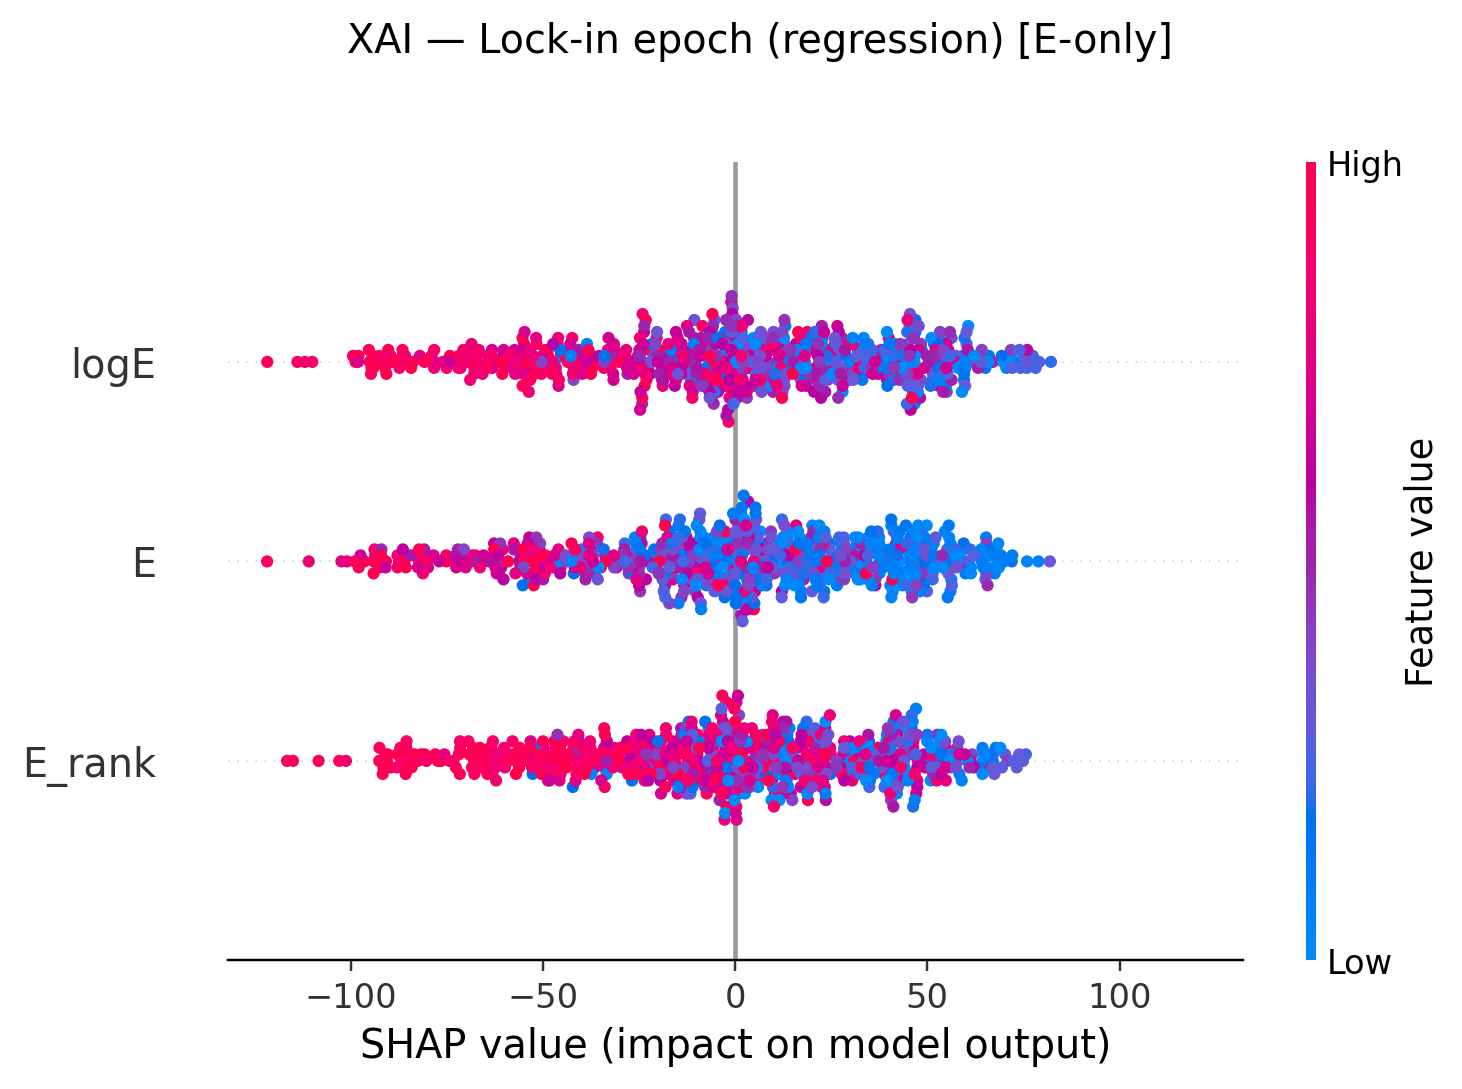 XAI — Lock-in epoch (regression) [E-only]
High
logE
E
E_rank
Feature value
Low
−100
−50
0
50
100
SHAP value (impact on model output)